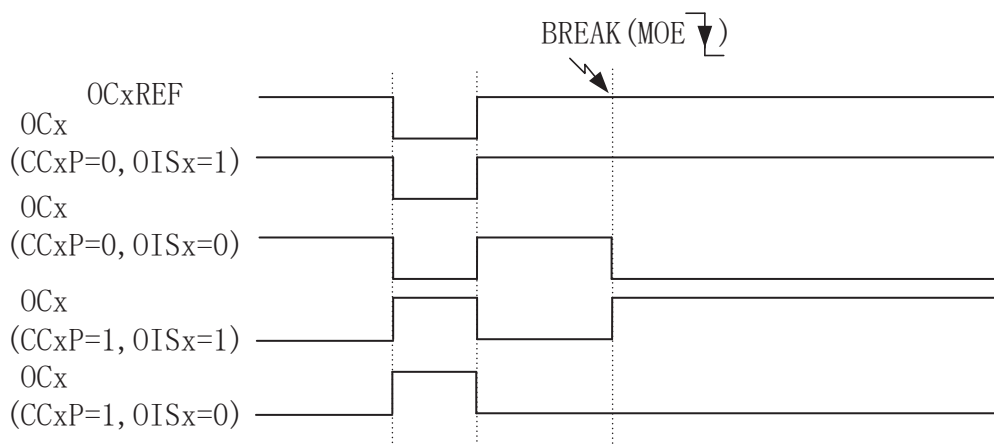 BREAK(MOE )
OCxREF
OCx
(CCxP=0, OISx=1)
OCx
(CCxP=0, OISx=0)
OCx
(CCxP=1, OISx=1)
OCx
(CCxP=1, OISx=0)